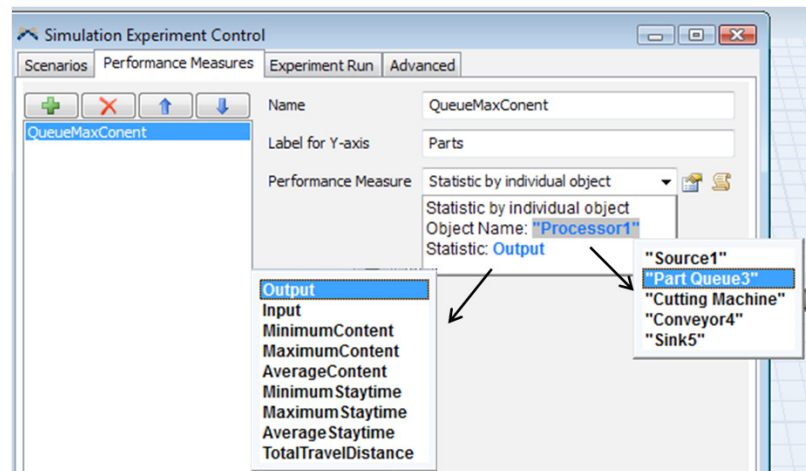 Simulation Experiment Control
Scenarios
Performance Measures
Experiment Run
Advanced
QueueMaxConent
Name
QueueMaxConent
Label for Y-axis
Parts
Performance Measure
Statistic by individual object
Statistic by individual object
Object Name: "Processor1"
Statistic: Output
"Source1"
"Part Queue3"
"Cutting Machine"
"Conveyor4"
"Sink5"
Output
Input
MinimumContent
MaximumContent
AverageContent
MinimumStaytime
MaximumStaytime
AverageStaytime
TotalTravelDistance